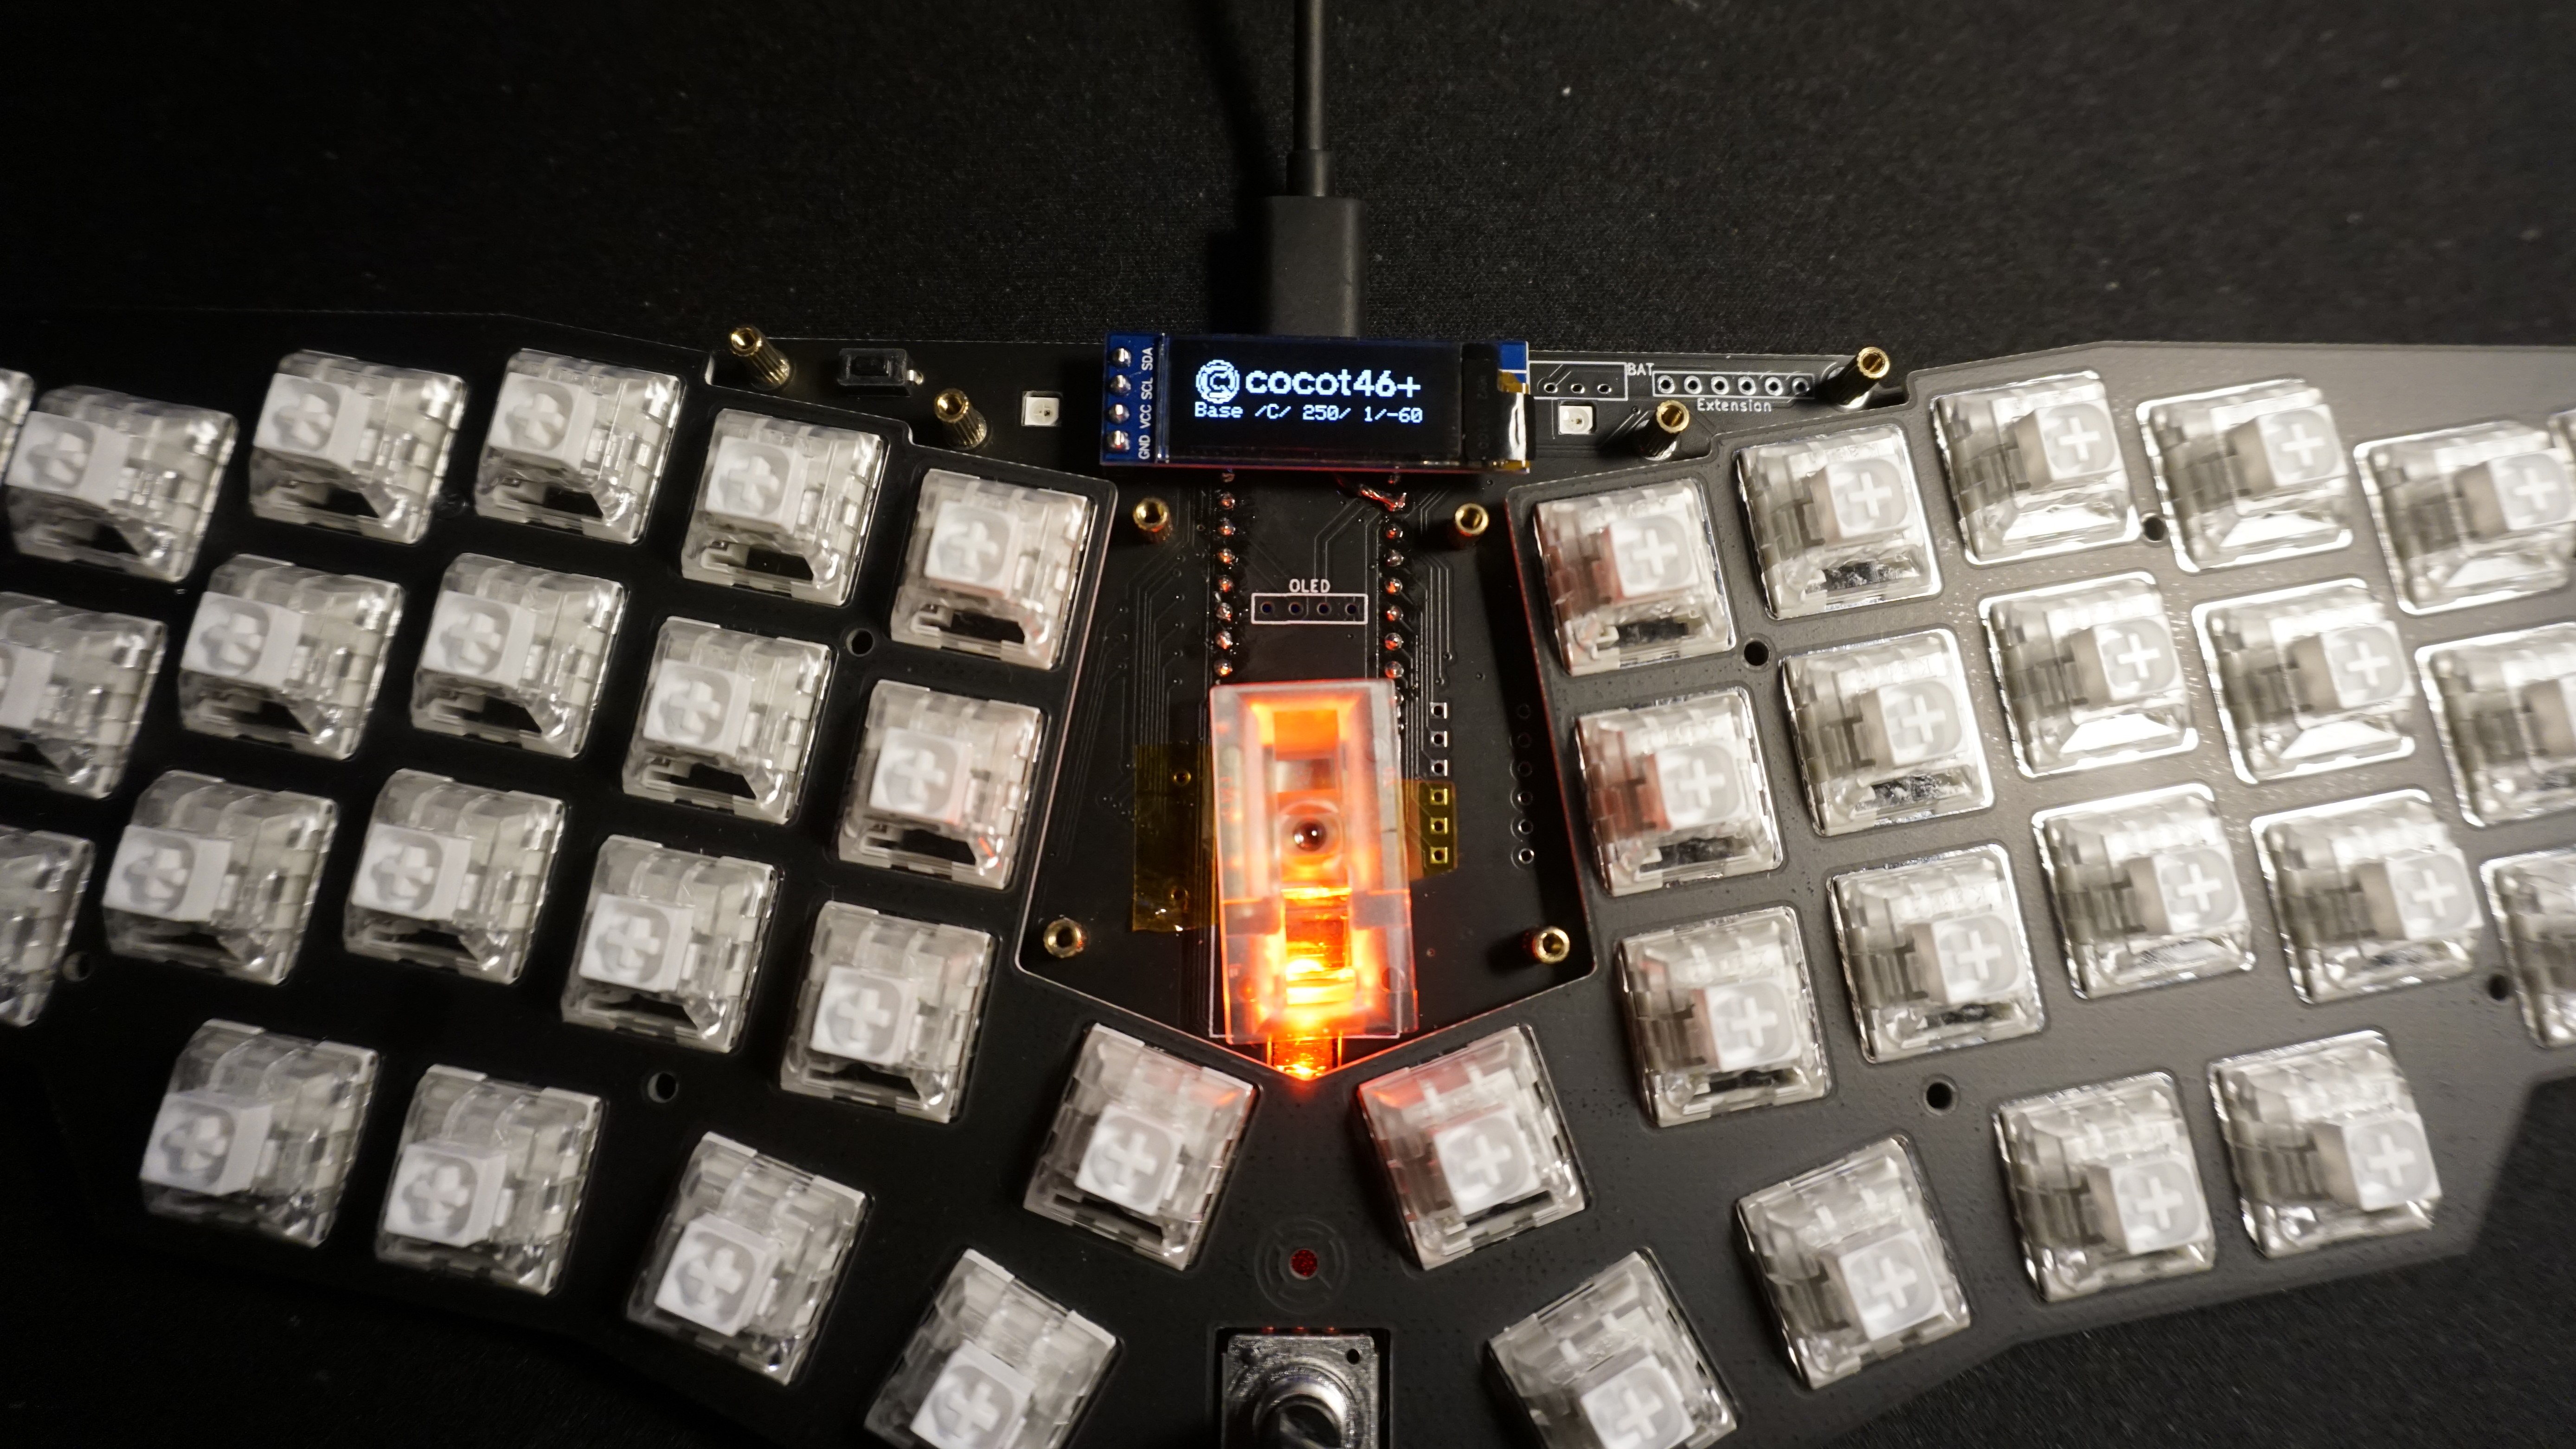 cocot46+
Base /C/ 250/ 1/-60
SDA
SCL
VCC
GND
BAT
Extension
OLED